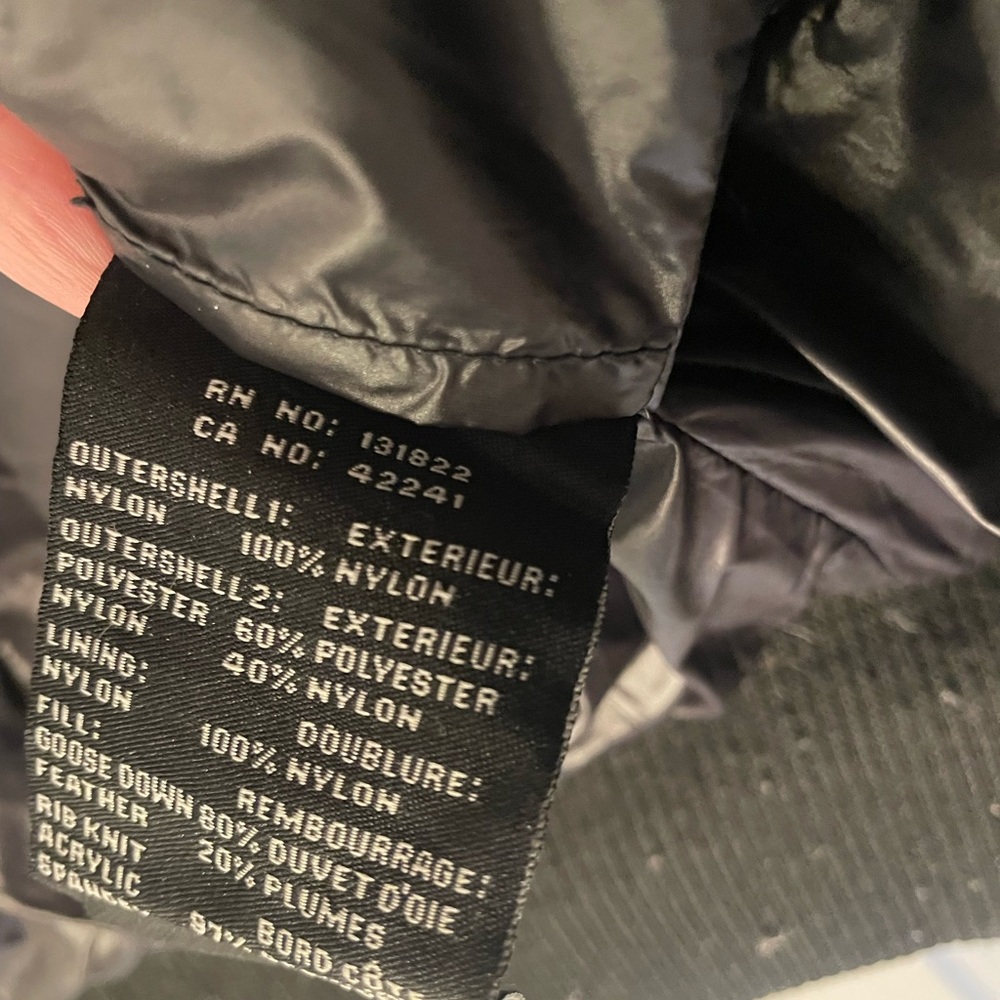 RN NO: 131822
CA NO: 42241
OUTERSHELL1: EXTERIEUR:
NYLON 100% NYLON
OUTERSHELL2: EXTERIEUR:
POLYESTER 60% POLYESTER
NYLON 40% NYLON
LINING: DOUBLURE:
NYLON 100% NYLON
FILL: REMBOURRAGE:
GOOSE DOWN 80% DUVET D'OIE
FEATHER 20% PLUMES
RIB KNIT BORD
ACRYLIC